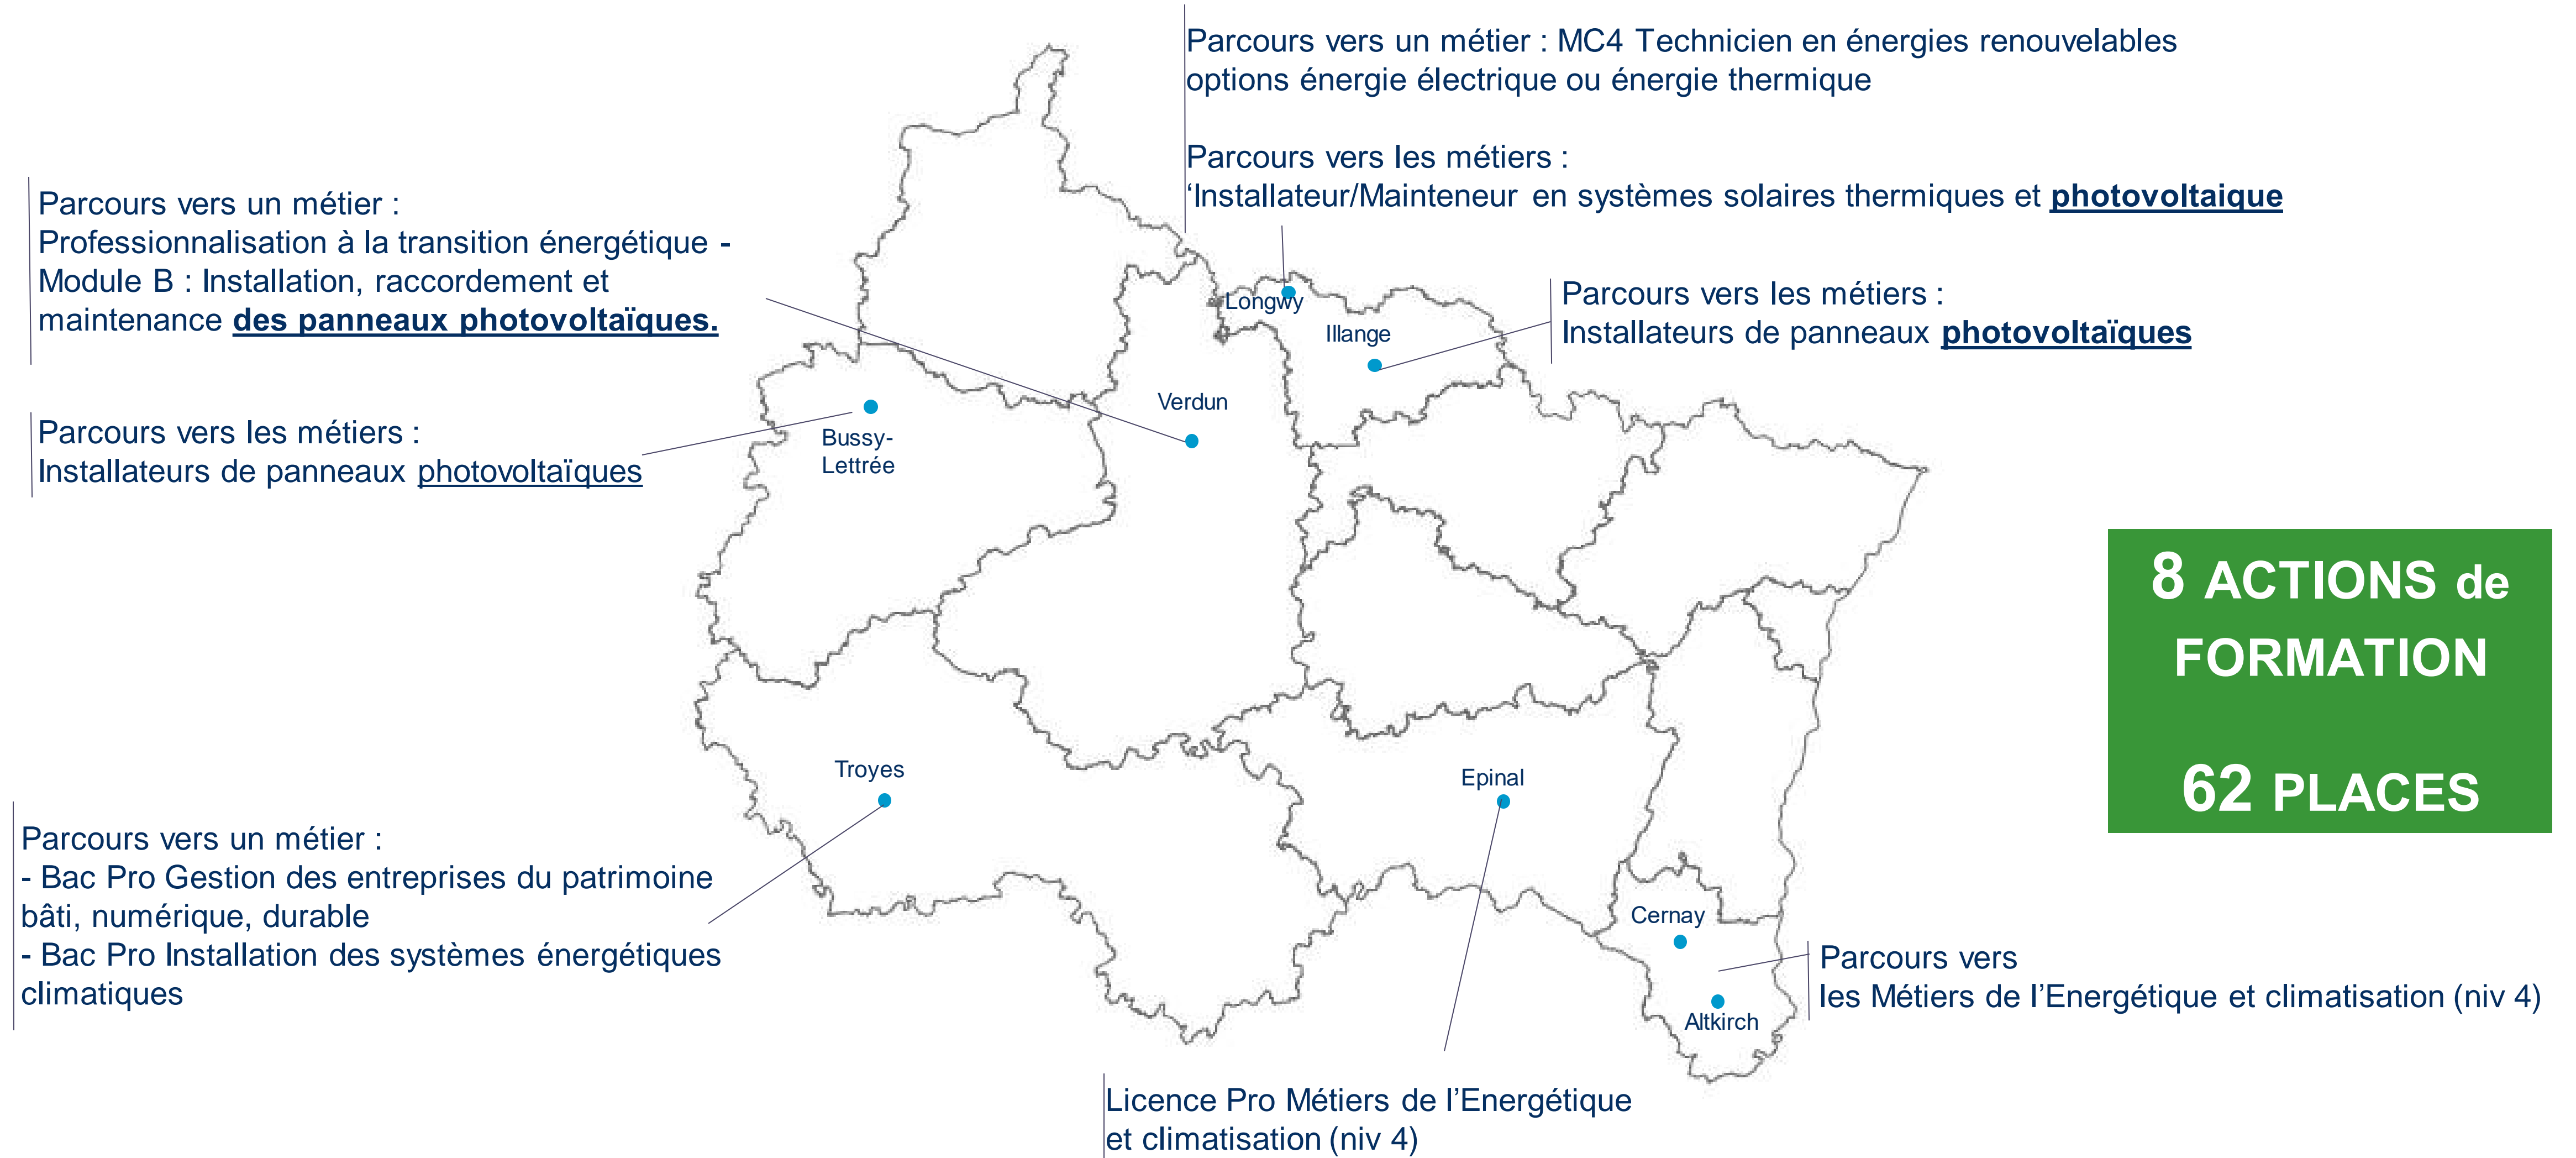 Parcours vers un métier : MC4 Technicien en énergies renouvelables
options énergie électrique ou énergie thermique
Parcours vers les métiers :
‘Installateur/Mainteneur en systèmes solaires thermiques et photovoltaique
Parcours vers un métier :
Professionnalisation à la transition énergétique -
Module B : Installation, raccordement et
maintenance des panneaux photovoltaïques.
Parcours vers les métiers :
Installateurs de panneaux photovoltaïques
Longwy
Illange
Parcours vers les métiers :
Installateurs de panneaux photovoltaïques
Verdun
Bussy-
Lettrée
8 ACTIONS de
FORMATION
62 PLACES
Troyes
Epinal
Parcours vers un métier :
- Bac Pro Gestion des entreprises du patrimoine
bâti, numérique, durable
- Bac Pro Installation des systèmes énergétiques
climatiques
Cernay
Altkirch
Parcours vers
les Métiers de l’Energétique et climatisation (niv 4)
Licence Pro Métiers de l’Energétique
et climatisation (niv 4)